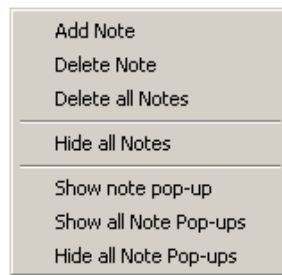 Add Note
Delete Note
Delete all Notes
Hide all Notes
Show note pop-up
Show all Note Pop-ups
Hide all Note Pop-ups